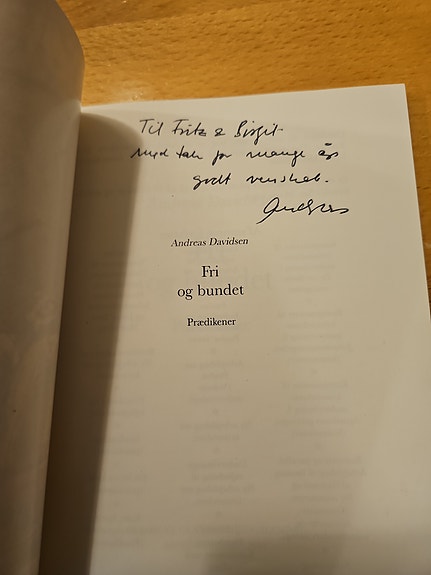 Til Fritz & Birgit
Med tak for mange års
godt venskab.
Andreas
Andreas Davidsen
Fri
og bundet
Prædikener